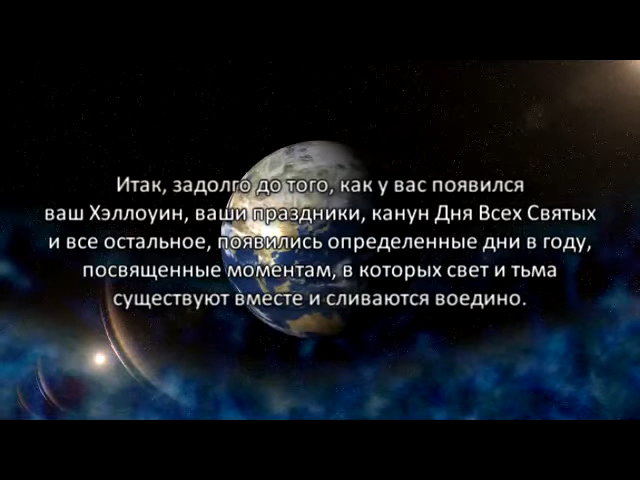 Итак, задолго до того, как у вас появился
ваш Хэллоуин, ваши праздники, канун Дня Всех Святых
и все остальное, появились определенные дни в году,
посвященные моментам, в которых свет и тьма
существуют вместе и сливаются воедино.